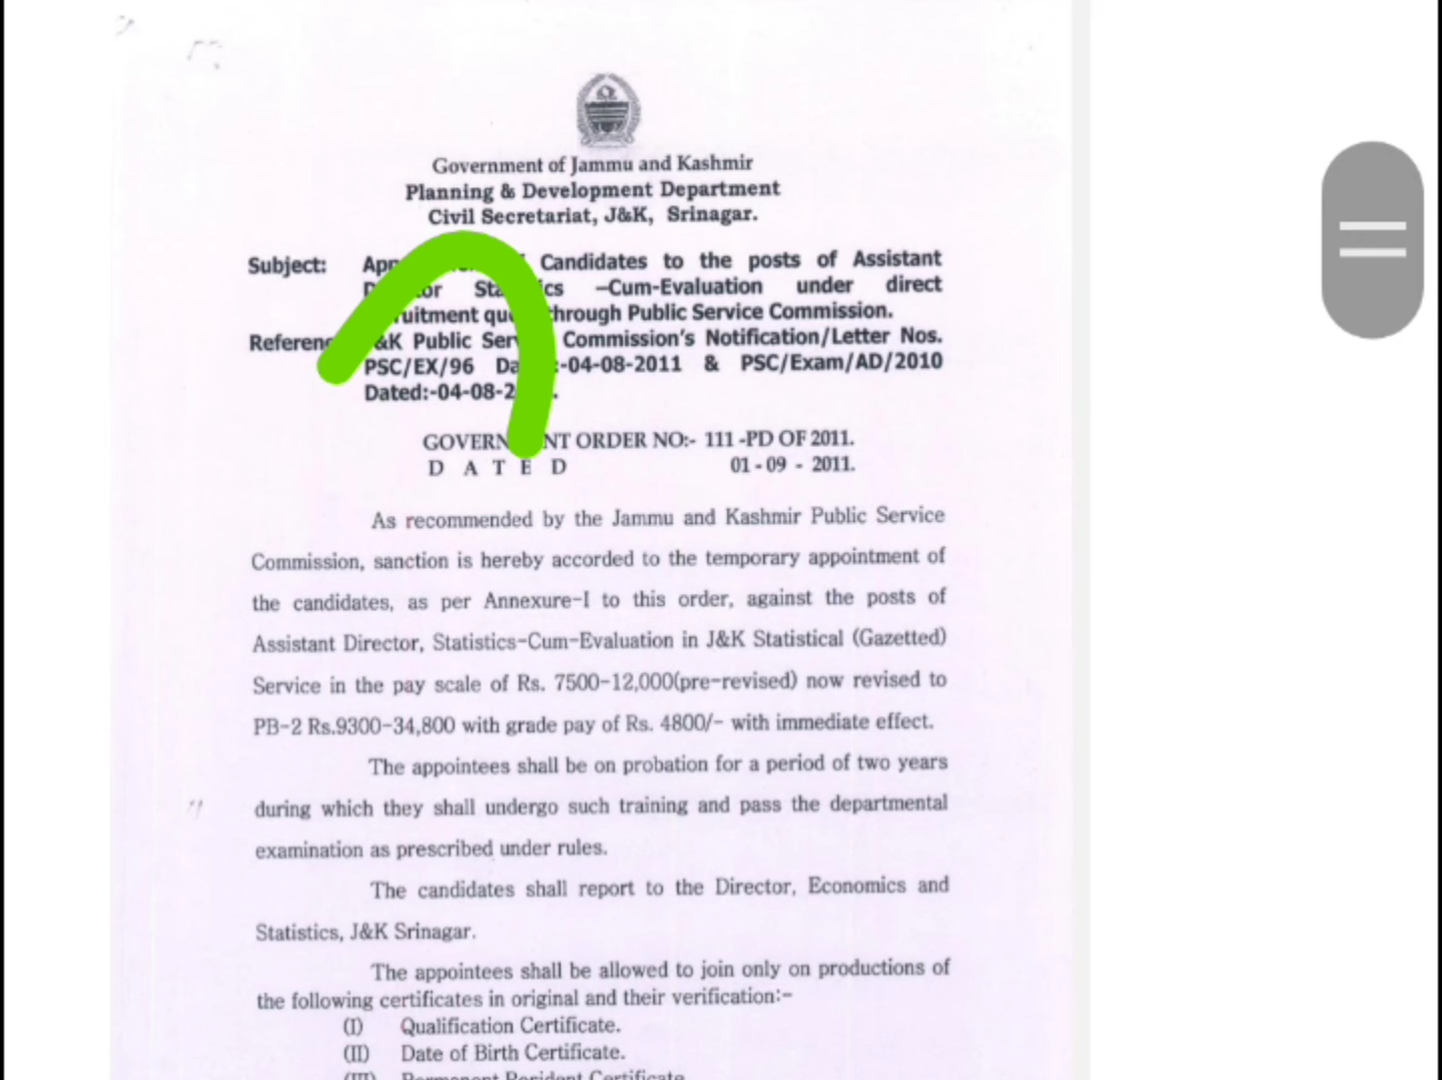 Government of Jammu and Kashmir
Planning & Development Department
Civil Secretariat, J&K, Srinagar.
Subject: Candidates to the posts of Assistant
–Cum-Evaluation under direct
through Public Service Commission.
J&K Public Commission's Notification/Letter Nos.
PSC/EX/96 :-04-08-2011 & PSC/Exam/AD/2010
Dated:-04-08-
ORDER NO:- 111 -PD OF 2011.
D A T E D 01 - 09 - 2011.
As recommended by the Jammu and Kashmir Public Service
Commission, sanction is hereby accorded to the temporary appointment of
the candidates, as per Annexure-I to this order, against the posts of
Assistant Director, Statistics-Cum-Evaluation in J&K Statistical (Gazetted)
Service in the pay scale of Rs. 7500-12,000(pre-revised) now revised to
PB-2 Rs.9300-34,800 with grade pay of Rs. 4800/- with immediate effect.
The appointees shall be on probation for a period of two years
during which they shall undergo such training and pass the departmental
examination as prescribed under rules.
The candidates shall report to the Director, Economics and
Statistics, J&K Srinagar.
The appointees shall be allowed to join only on productions of
the following certificates in original and their verification:-
(I) Qualification Certificate.
(II) Date of Birth Certificate.
(III) Permanent Resident Certificate